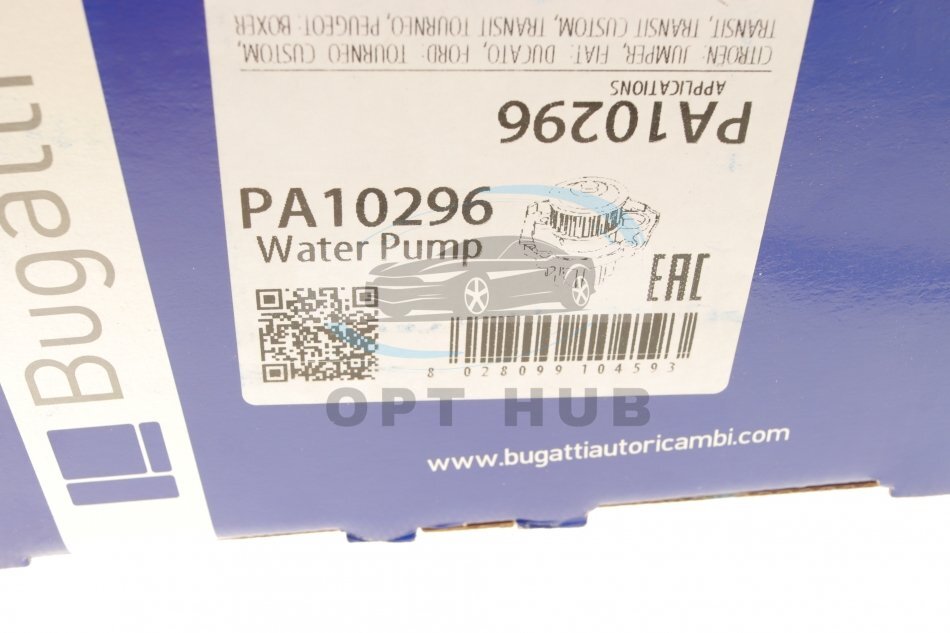 CITROEN: JUMPER, FIAT: DUCATO, FORD: TOURNEO CUSTOM,
TRANSIT, TRANSIT CUSTOM, TRANSIT TOURNEO, PEUGEOT: BOXER
APPLICATIONS
PA10296
PA10296
Water Pump
EAC
8 028099 104593
OPT HUB
www.bugattiautoricambi.com
Bugatti